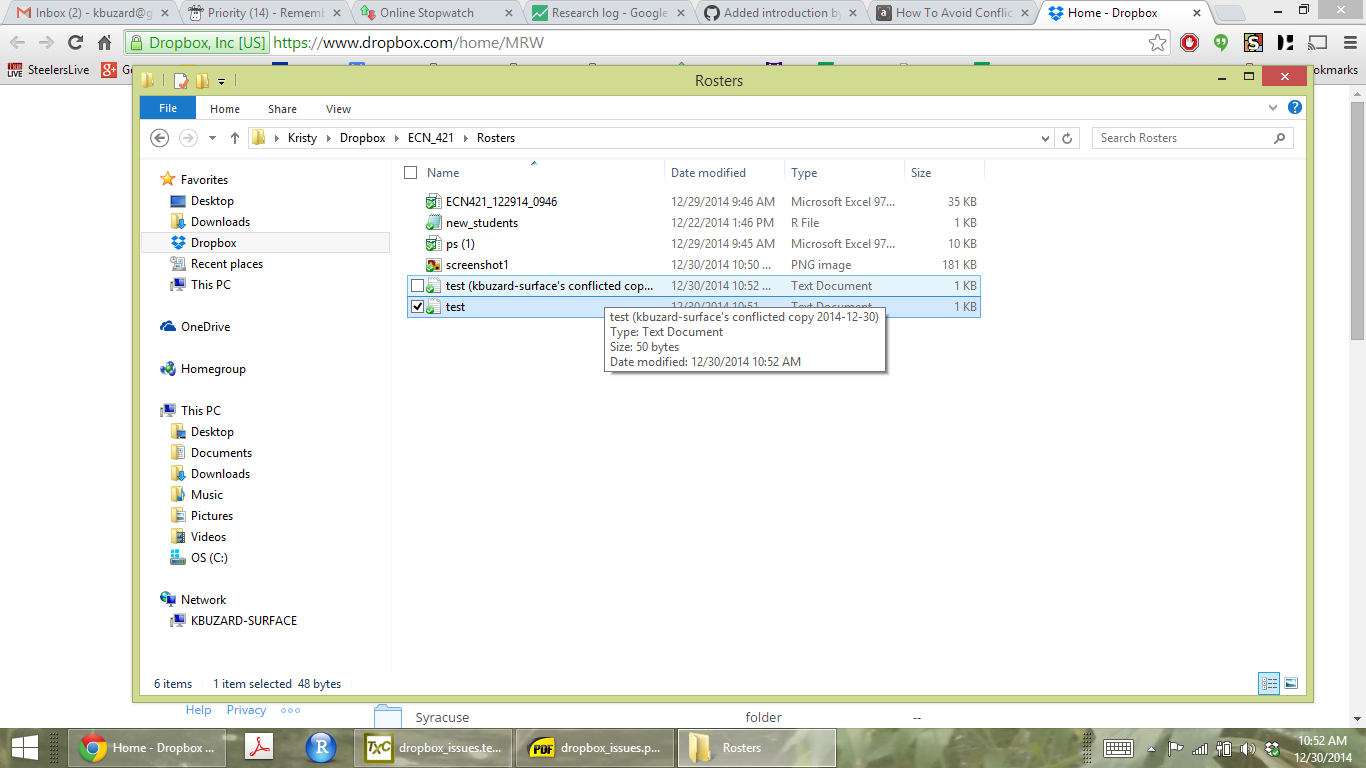 Inbox (2) - kbuzard@g
Priority (14) - Rememb
Online Stopwatch
Research log - Google
Added introduction by
How To Avoid Conflic
Home - Dropbox
Dropbox, Inc [US] https://www.dropbox.com/home/MRW
LIVE SteelersLive
Rosters
File Home Share View
Kristy Dropbox ECN_421 Rosters
Search Rosters
Favorites
Desktop
Downloads
Dropbox
Recent places
This PC
OneDrive
Homegroup
This PC
Desktop
Documents
Downloads
Music
Pictures
Videos
OS (C:)
Network
KBUZARD-SURFACE
Name Date modified Type Size
ECN421_122914_0946 12/29/2014 9:46 AM Microsoft Excel 97... 35 KB
new_students 12/22/2014 1:46 PM R File 1 KB
ps (1) 12/29/2014 9:45 AM Microsoft Excel 97... 10 KB
screenshot1 12/30/2014 10:50 ... PNG image 181 KB
test (kbuzard-surface's conflicted cop... 12/30/2014 10:52 ... Text Document 1 KB
test 12/30/2014 10:51 Text Document 1 KB
test (kbuzard-surface's conflicted copy 2014-12-30)
Type: Text Document
Size: 50 bytes
Date modified: 12/30/2014 10:52 AM
6 items 1 item selected 48 bytes
Help Privacy
Syracuse folder --
Home - Dropbox ...
R
TXC dropbox_issues.te...
PDF dropbox_issues.p...
Rosters
10:52 AM
12/30/2014